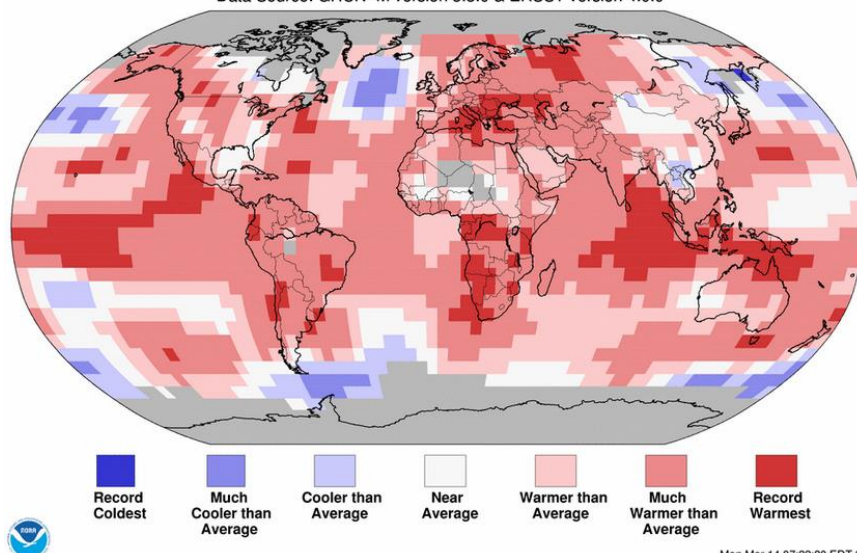 Record
Coldest
Much
Cooler than
Average
Cooler than
Average
Near
Average
Warmer than
Average
Much
Warmer than
Average
Record
Warmest
NOAA